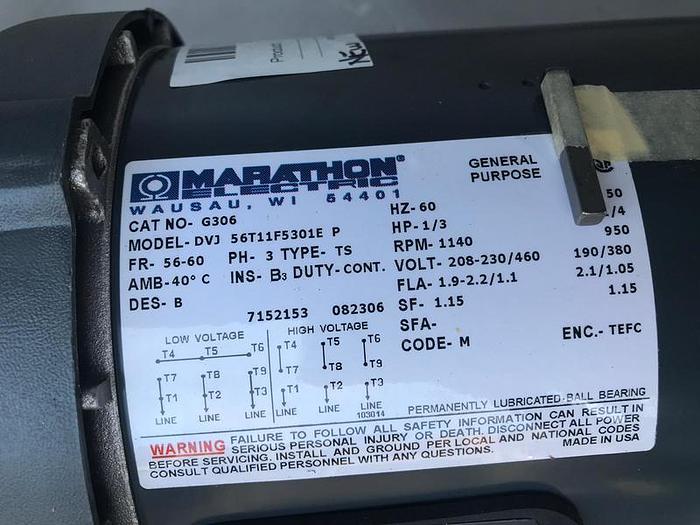 Product
New
MARATHON®
ELECTRIC
WAUSAU, WI 54401
GENERAL
PURPOSE
CAT NO- G306
MODEL- DVJ 56T11F5301E P
FR- 56-60 PH- 3 TYPE- TS
AMB-40° C INS- B3 DUTY-CONT.
DES- B
7152153 082306
HZ-60 50
HP-1/3 1/4
RPM- 1140 950
VOLT- 208-230/460 190/380
FLA- 1.9-2.2/1.1 2.1/1.05
SF- 1.15 1.15
SFA-
CODE- M ENC.- TEFC
LOW VOLTAGE HIGH VOLTAGE
T4 T5 T6 T4 T5 T6
T7 T8 T9 T7 T8 T9
T1 T2 T3 T1 T2 T3
LINE LINE LINE LINE LINE LINE
103014
PERMANENTLY LUBRICATED-BALL BEARING
WARNING FAILURE TO FOLLOW ALL SAFETY INFORMATION CAN RESULT IN
SERIOUS PERSONAL INJURY OR DEATH. DISCONNECT ALL POWER
BEFORE SERVICING. INSTALL AND GROUND PER LOCAL AND NATIONAL CODES
CONSULT QUALIFIED PERSONNEL WITH ANY QUESTIONS. MADE IN USA